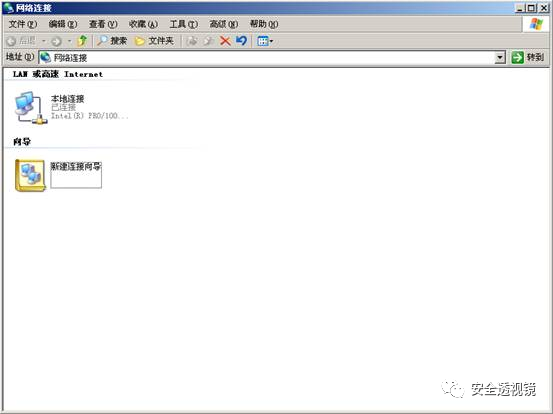 网络连接
文件(F) 编辑(E) 查看(V) 收藏(A) 工具(T) 高级(N) 帮助(H)
后退 搜索 文件夹
地址(D) 网络连接 转到
LAN 或高速 Internet
本地连接
已连接
Intel(R) PRO/100...
向导
新建连接向导
安全透视镜